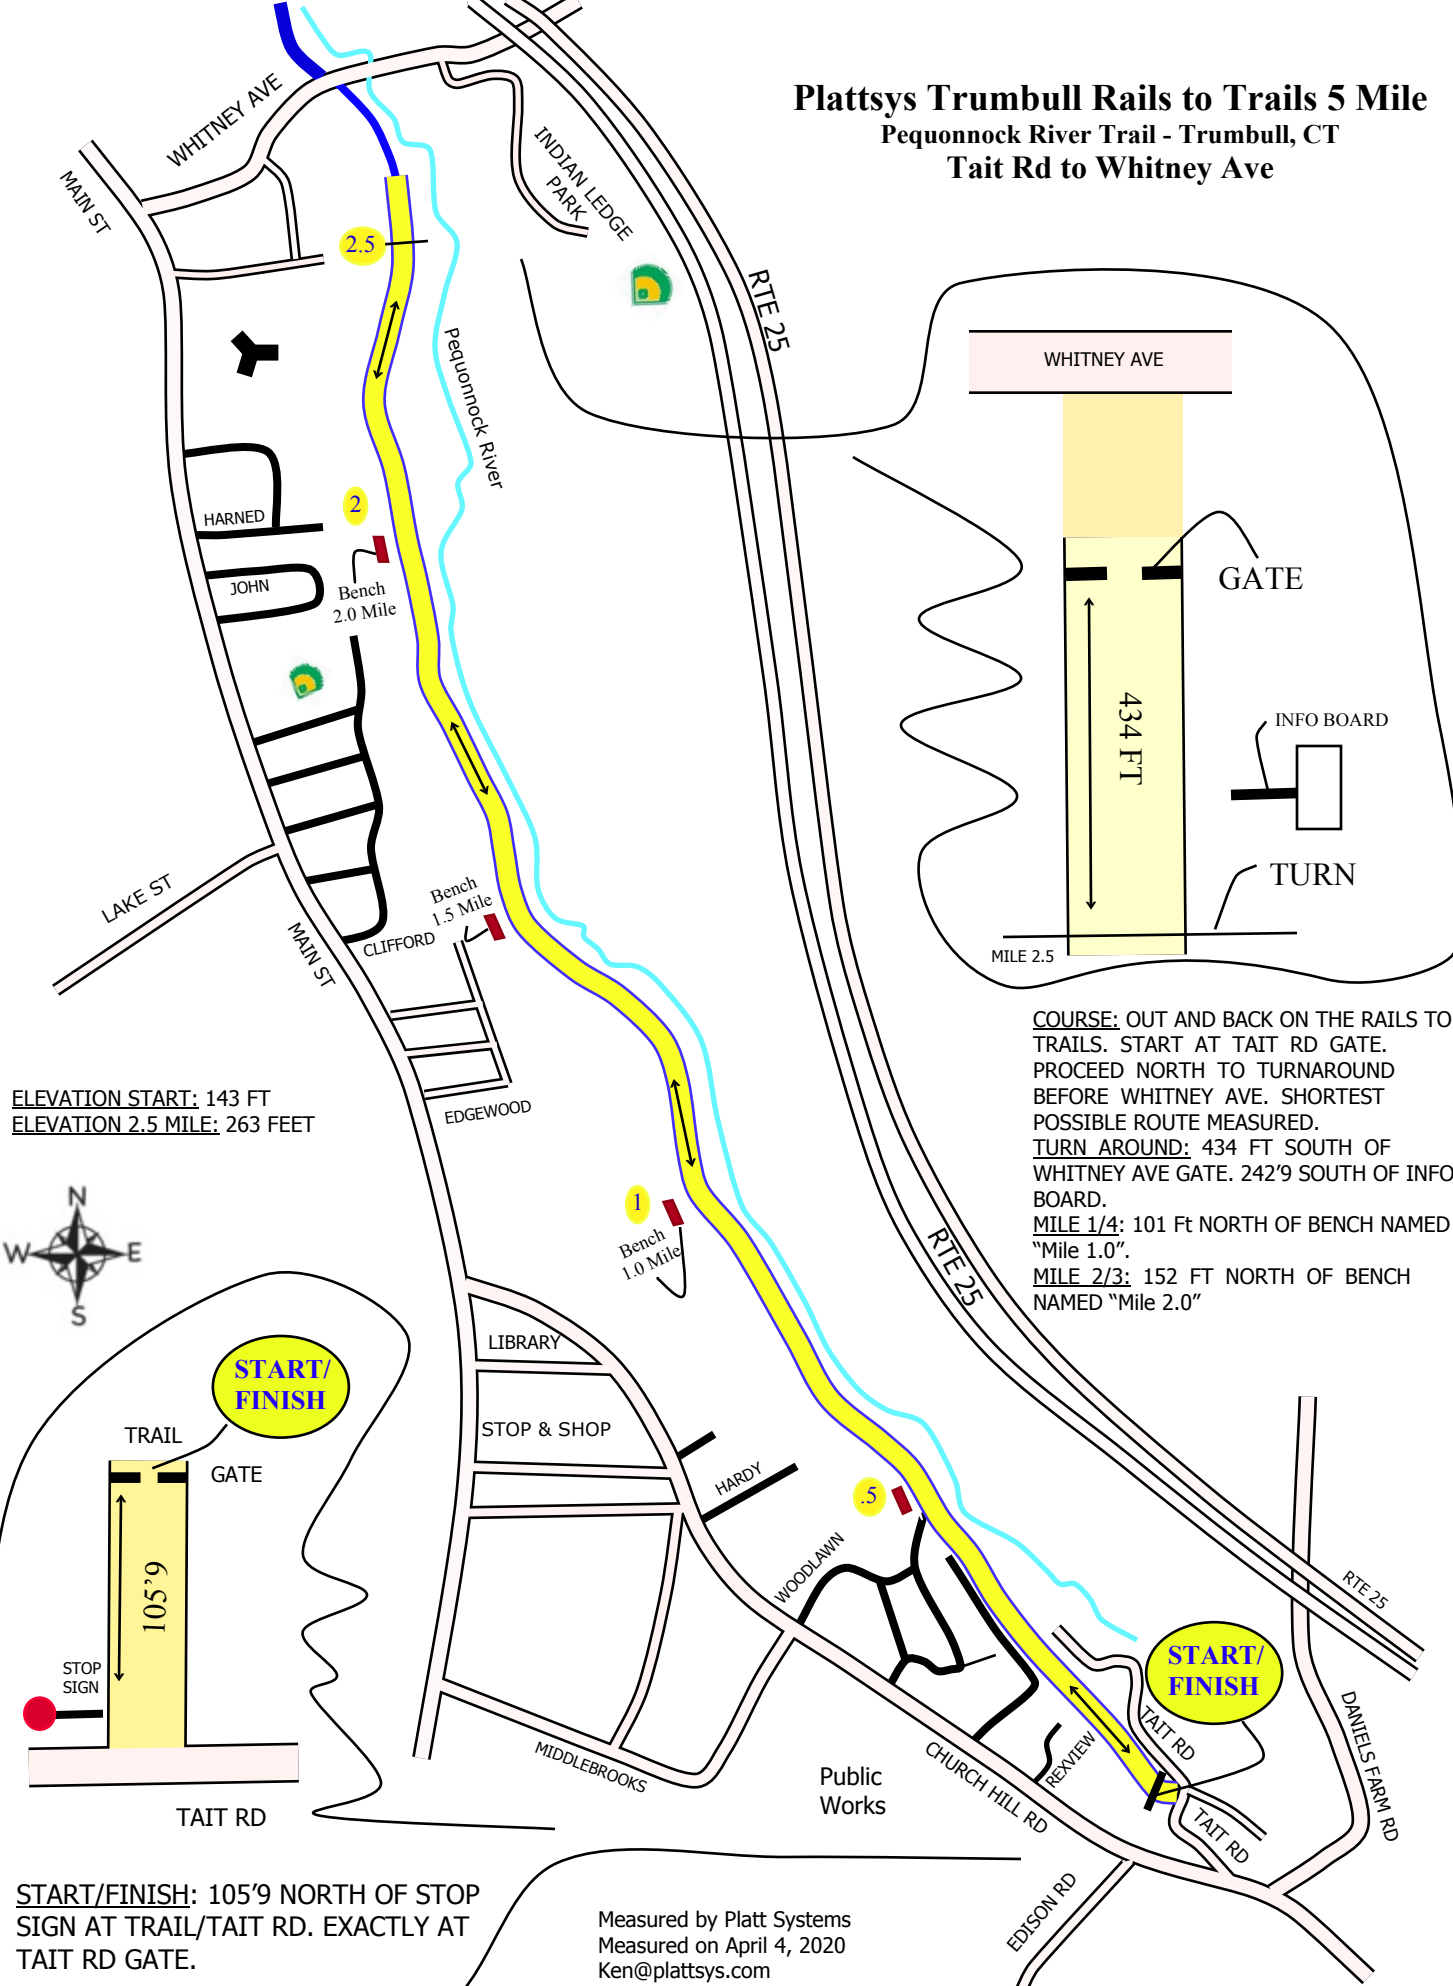 Plattsys Trumbull Rails to Trails 5 Mile
Pequonnock River Trail - Trumbull, CT
Tait Rd to Whitney Ave
WHITNEY AVE
MAIN ST
INDIAN LEDGE
PARK
2.5
RTE 25
Pequonnock River
WHITNEY AVE
GATE
434 FT
INFO BOARD
TURN
MILE 2.5
2
HARNED
JOHN
Bench
2.0 Mile
LAKE ST
MAIN ST
Bench
1.5 Mile
CLIFFORD
EDGEWOOD
COURSE: OUT AND BACK ON THE RAILS TO
TRAILS. START AT TAIT RD GATE.
PROCEED NORTH TO TURNAROUND
BEFORE WHITNEY AVE. SHORTEST
POSSIBLE ROUTE MEASURED.
TURN AROUND: 434 FT SOUTH OF
WHITNEY AVE GATE. 242'9 SOUTH OF INFO
BOARD.
MILE 1/4: 101 Ft NORTH OF BENCH NAMED
“Mile 1.0”.
MILE 2/3: 152 FT NORTH OF BENCH
NAMED “Mile 2.0”
ELEVATION START: 143 FT
ELEVATION 2.5 MILE: 263 FEET
N
W E
S
1
Bench
1.0 Mile
RTE 25
LIBRARY
STOP & SHOP
HARDY
.5
WOODLAWN
RTE 25
START/
FINISH
TRAIL
GATE
105'9
STOP
SIGN
TAIT RD
START/
FINISH
TAIT RD
DANIELS FARM RD
MIDDLEBROOKS
Public
Works
REXVIEW
CHURCH HILL RD
TAIT RD
EDISON RD
START/FINISH: 105'9 NORTH OF STOP
SIGN AT TRAIL/TAIT RD. EXACTLY AT
TAIT RD GATE.
Measured by Platt Systems
Measured on April 4, 2020
Ken@plattsys.com